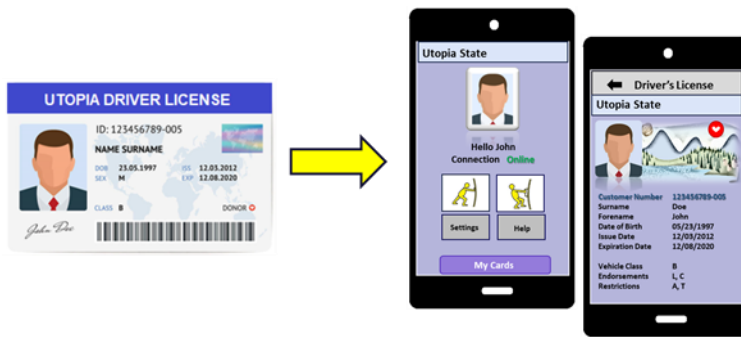 UTOPIA DRIVER LICENSE
ID: 123456789-005
NAME SURNAME
DOB 23.05.1997 ISS 12.03.2012
SEX M EXP 12.08.2020
CLASS B DONOR
John Doe
Utopia State
Hello John
Connection Online
Settings Help
My Cards
Driver's License
Utopia State
Customer Number 123456789-005
Surname Doe
Forename John
Date of Birth 05/23/1997
Issue Date 12/03/2012
Expiration Date 12/08/2020
Vehicle Class B
Endorsements L, C
Restrictions A, T